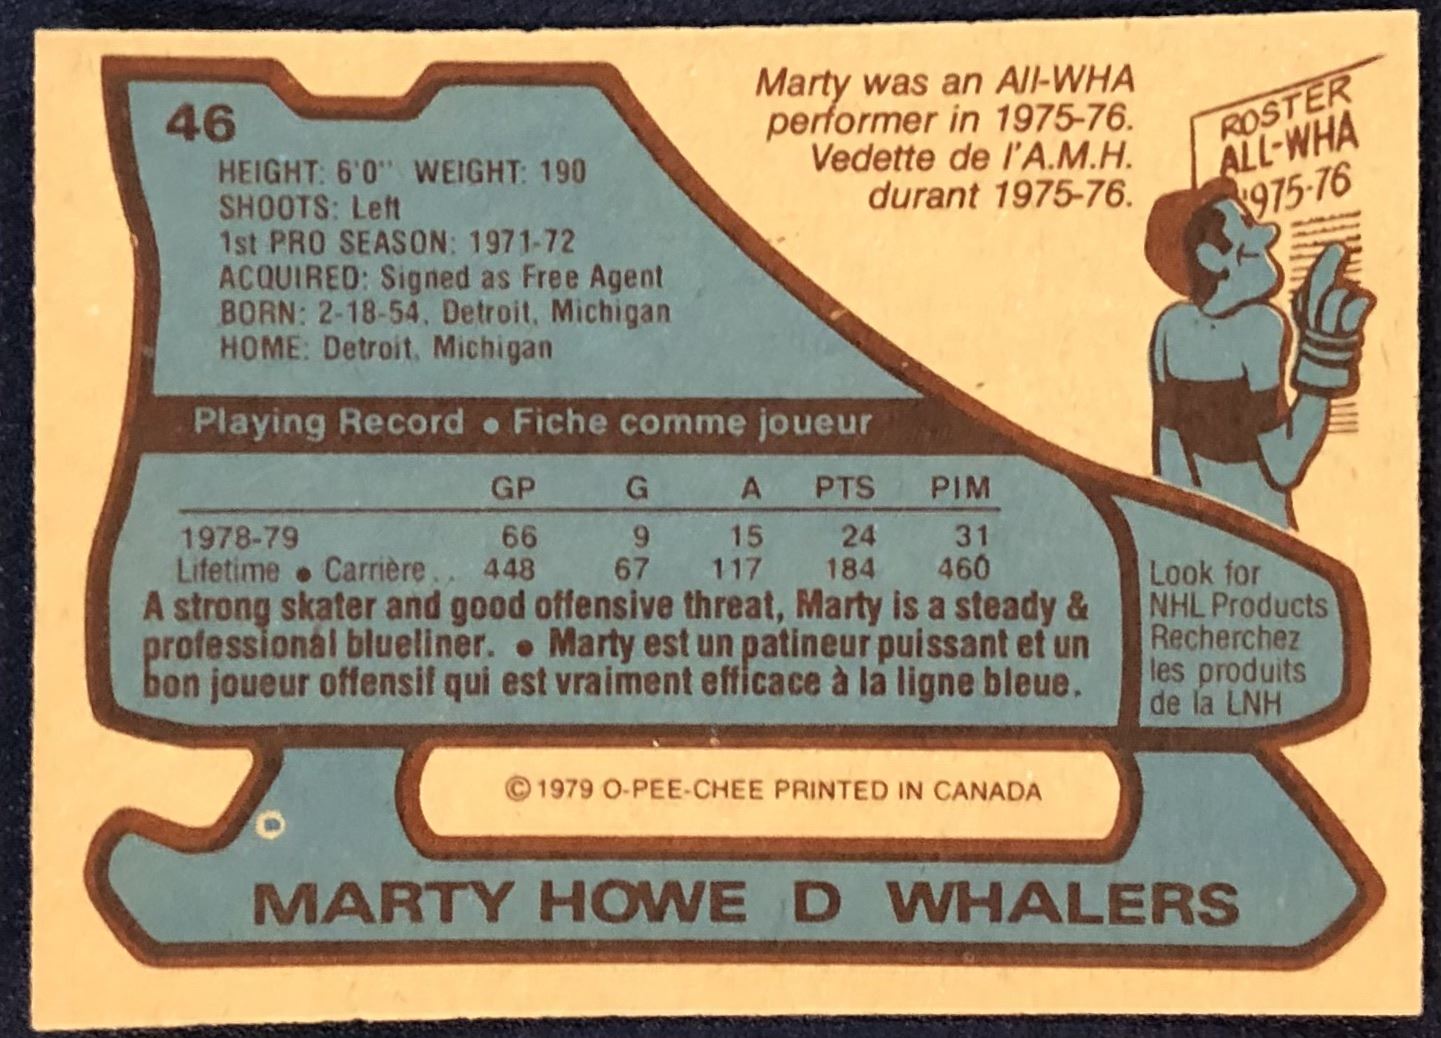 46
HEIGHT: 6'0" WEIGHT: 190
SHOOTS: Left
1st PRO SEASON: 1971-72
ACQUIRED: Signed as Free Agent
BORN: 2-18-54, Detroit, Michigan
HOME: Detroit, Michigan
Marty was an All-WHA
performer in 1975-76.
Vedette de l'A.M.H.
durant 1975-76.
ROSTER
ALL-WHA
1975-76
Playing Record • Fiche comme joueur
GP G A PTS PIM
1978-79 66 9 15 24 31
Lifetime • Carrière.. 448 67 117 184 460
A strong skater and good offensive threat, Marty is a steady &
professional blueliner. • Marty est un patineur puissant et un
bon joueur offensif qui est vraiment efficace à la ligne bleue.
Look for
NHL Products
Recherchez
les produits
de la LNH
© 1979 O-PEE-CHEE PRINTED IN CANADA
MARTY HOWE D WHALERS